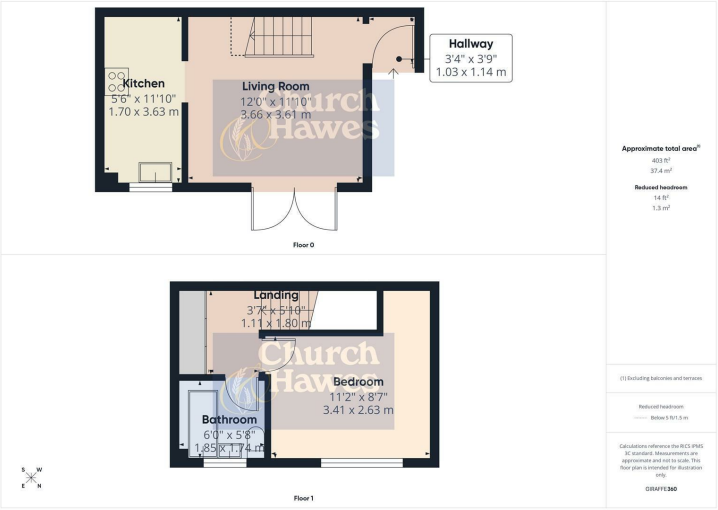 Kitchen
5'6" x 11'10"
1.70 x 3.63 m
Living Room
12'0" x 11'10"
3.66 x 3.61 m
Church
Hawes
Hallway
3'4" x 3'9"
1.03 x 1.14 m
Floor 0
Landing
3'7" x 5'10"
1.11 x 1.80 m
Church
Hawes
Bedroom
11'2" x 8'7"
3.41 x 2.63 m
Bathroom
6'0" x 5'8"
1.85 x 1.74 m
S W
E N
Floor 1
Approximate total area(1)
403 ft²
37.4 m²
Reduced headroom
14 ft²
1.3 m²
(1) Excluding balconies and terraces
Reduced headroom
Below 5 ft/1.5 m
Calculations reference the RICS IPMS
3C standard. Measurements are
approximate and not to scale. This
floor plan is intended for illustration
only.
GIRAFFE360